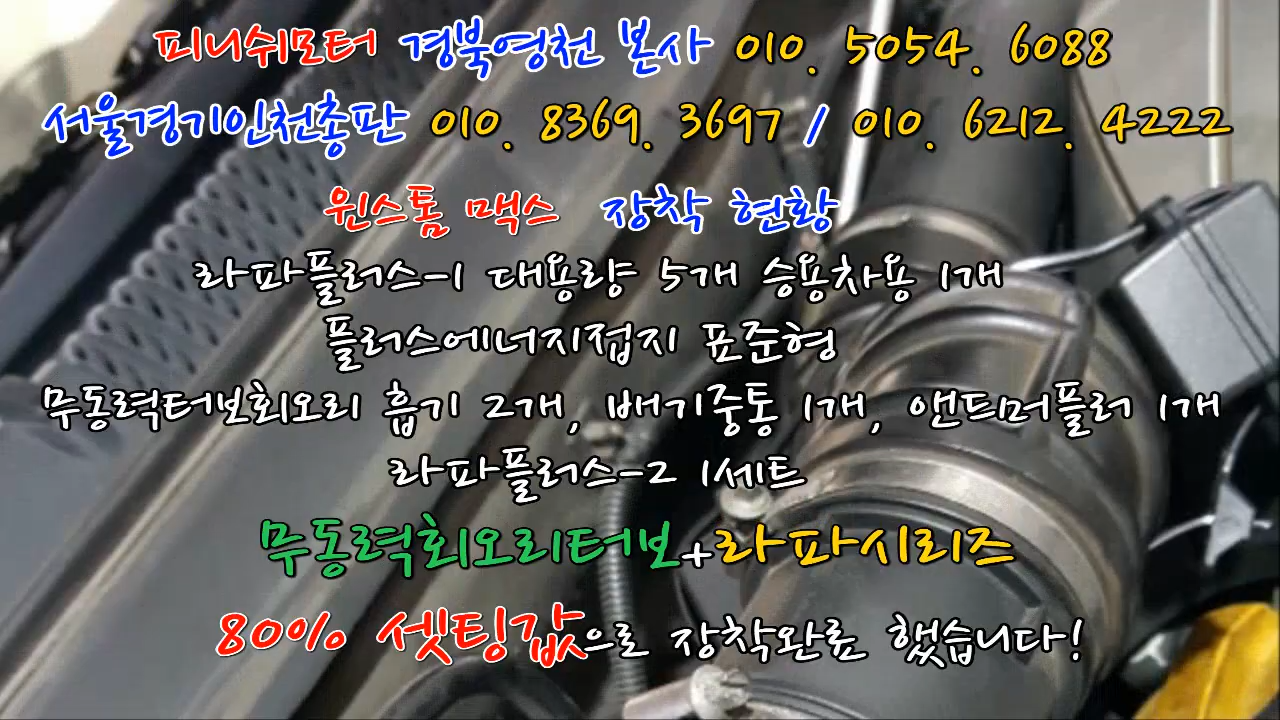 피니쉬모터 경북영천 본사 010. 5054. 6088
서울경기인천총판 010. 8369. 3697 / 010. 6212. 4222
윈스톰 맥스 장착 현황
라파플러스-1 대용량 5개 승용차용 1개
플러스에너지접지 표준형
무동력터보회오리 흡기 2개, 배기중통 1개, 앤드머플러 1개
라파플러스-2 1세트
무동력회오리터보+라파시리즈
80% 셋팅값으로 장착완료 했습니다!